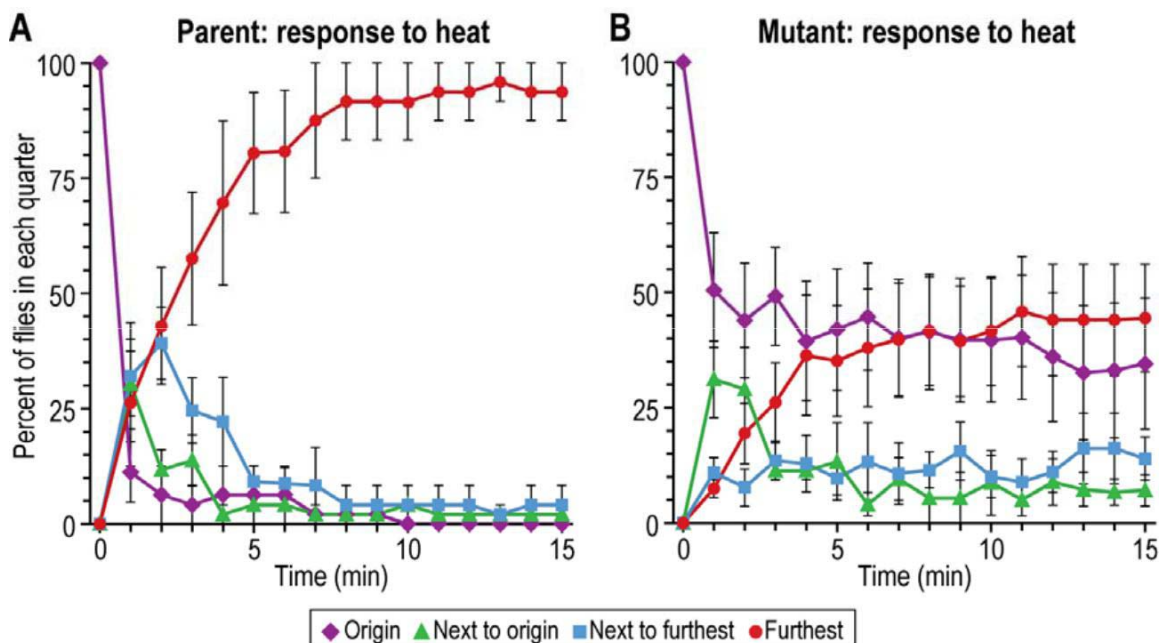 A Parent: response to heat
B Mutant: response to heat
Percent of flies in each quarter
100
75
50
25
0
0 5 10 15
Time (min)
100
75
50
25
0
0 5 10 15
Time (min)
Origin Next to origin Next to furthest Furthest